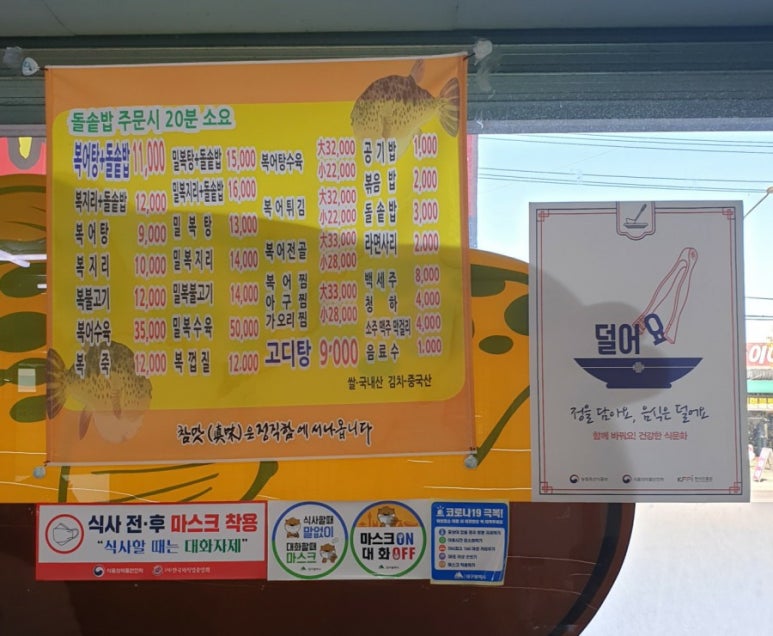 돌솥밥 주문시 20분 소요
복어탕+돌솥밥 11,000
복지리+돌솥밥 12,000
복어탕 9,000
복지리 10,000
복불고기 12,000
복어수육 35,000
복죽 12,000
밀복탕+돌솥밥 15,000
밀복지리+돌솥밥 16,000
밀복탕 13,000
밀복지리 14,000
밀복불고기 14,000
밀복수육 50,000
복껍질 12,000
복어탕수육 大32,000
小22,000
복어튀김 大32,000
小22,000
복어전골 大33,000
小28,000
복어찜
아구찜 大33,000
가오리찜 小28,000
고디탕 9,000
공기밥 1,000
볶음밥 2,000
돌솥밥 3,000
라면사리 2,000
백세주 8,000
청하 4,000
소주 맥주 막걸리 4,000
음료수 1,000
쌀-국내산 김치-중국산
참맛(眞味)은 정직함에서 나옵니다
덜어요
정을 담아요, 음식은 덜어요
함께 바꿔요! 건강한 식문화
식사 전·후 마스크 착용
"식사할 때는 대화자제"
식사할때
말없이
대화할때
마스크
마스크 ON
대화 OFF
코로나19 극복!